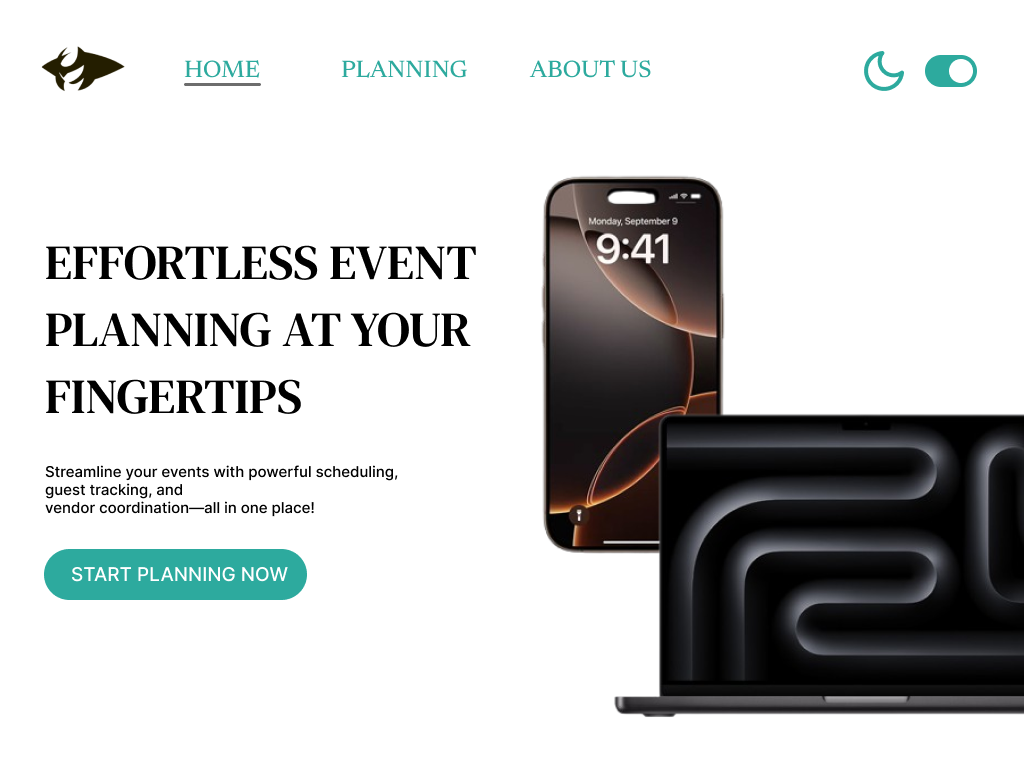 HOME PLANNING ABOUT US
Monday, September 9
9:41
EFFORTLESS EVENT
PLANNING AT YOUR
FINGERTIPS
Streamline your events with powerful scheduling,
guest tracking, and
vendor coordination—all in one place!
START PLANNING NOW